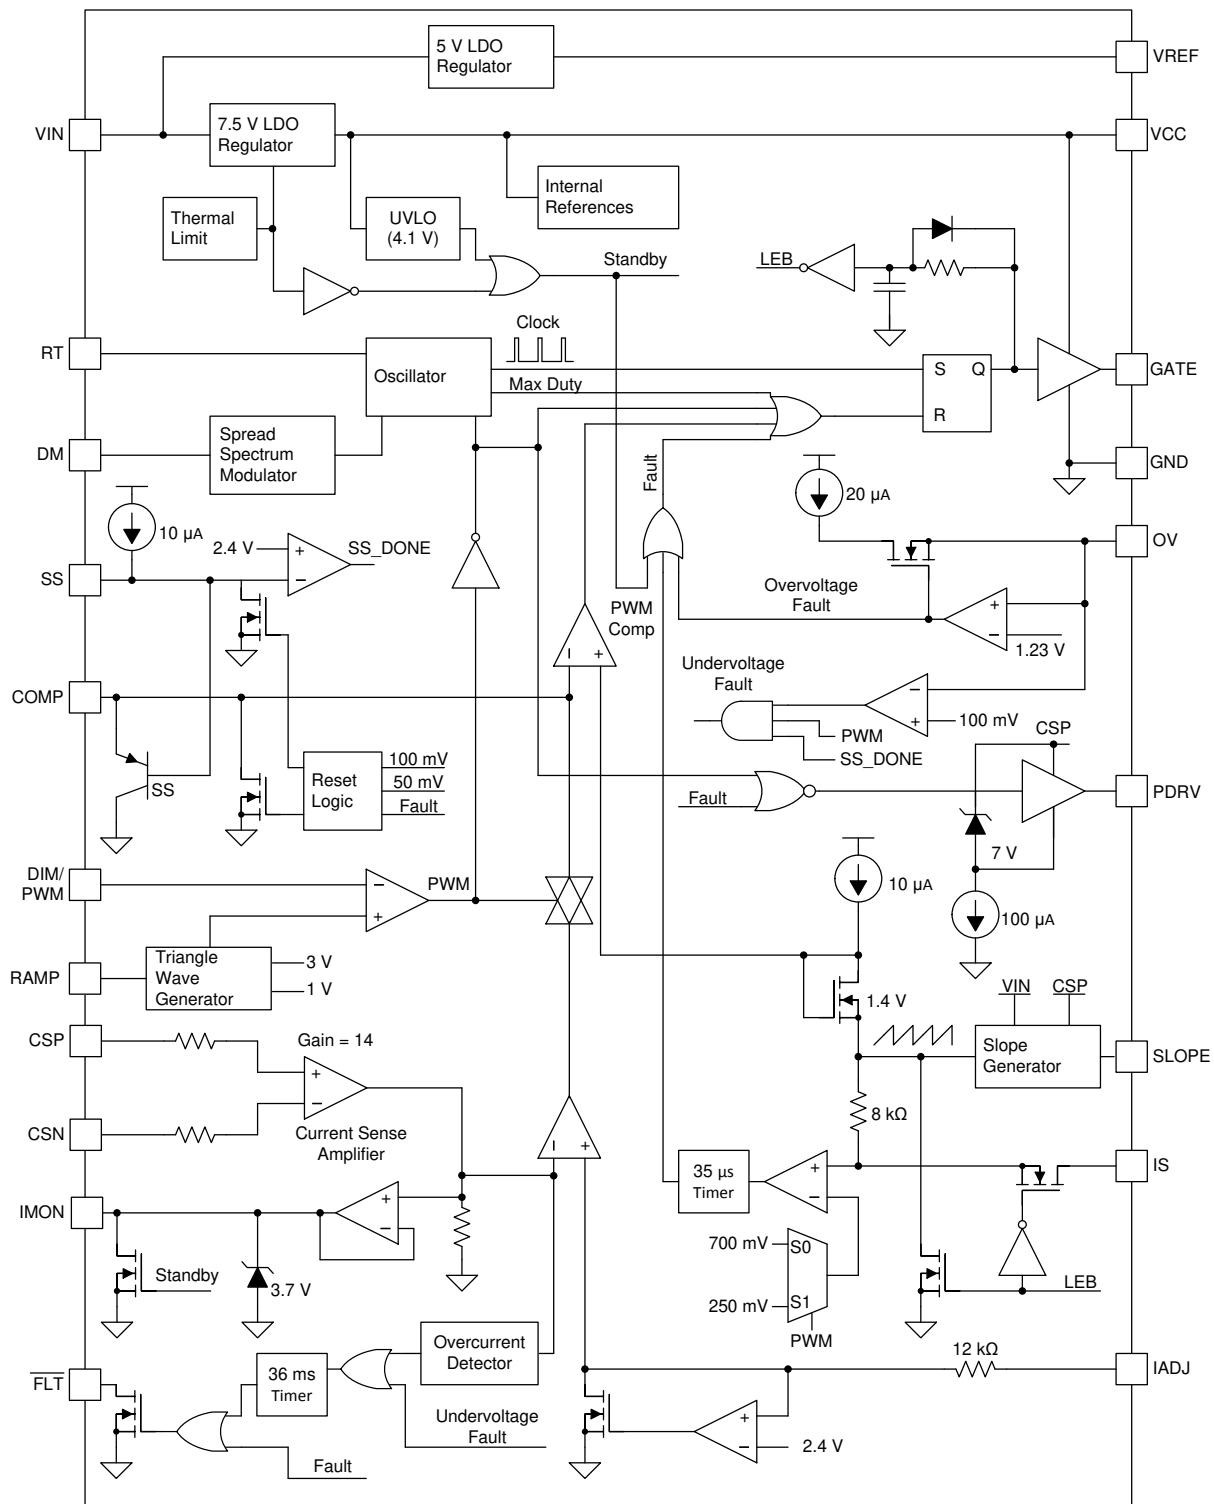 5 V LDO
Regulator
VREF
VIN
7.5 V LDO
Regulator
VCC
Thermal
Limit
UVLO
(4.1 V)
Internal
References
LEB
Standby
Clock
RT
Oscillator
Max Duty
S
Q
R
GATE
DM
Spread
Spectrum
Modulator
Fault
GND
20 µA
10 µA
2.4 V
+
−
SS_DONE
SS
OV
Overvoltage
Fault
+
−
1.23 V
PWM
Comp
−
+
Undervoltage
Fault
COMP
−
+
100 mV
PWM
SS_DONE
CSP
SS
Reset
Logic
100 mV
50 mV
Fault
Fault
PDRV
7 V
DIM/
PWM
−
+
PWM
10 µA
100 µA
RAMP
Triangle
Wave
Generator
3 V
1 V
1.4 V
VIN
CSP
CSP
Gain = 14
+
−
Slope
Generator
SLOPE
8 kΩ
CSN
Current Sense
Amplifier
−
+
35 µs
Timer
+
−
IS
IMON
+
−
700 mV
S0
Standby
3.7 V
LEB
250 mV
S1
PWM
Overcurrent
Detector
12 kΩ
IADJ
FLT
36 ms
Timer
Undervoltage
Fault
+
−
2.4 V
Fault